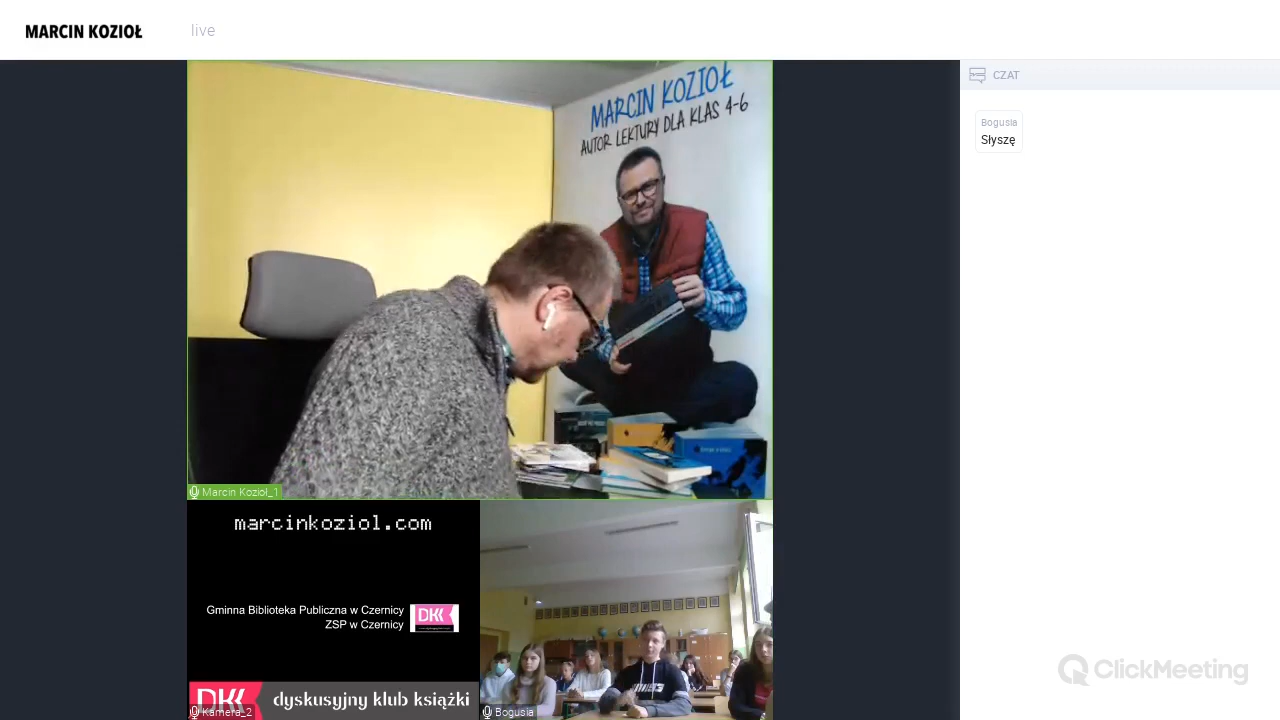 MARCIN KOZIOŁ
live
CZAT
Bogusia
Słyszę
MARCIN KOZIOŁ
AUTOR LEKTURY DLA KLAS 4-6
Marcin Kozioł_1
marcinkoziol.com
Gminna Biblioteka Publiczna w Czernicy
ZSP w Czernicy
DKK
DKK
dyskusyjny klub książki
Kamera_2
Bogusia
ClickMeeting